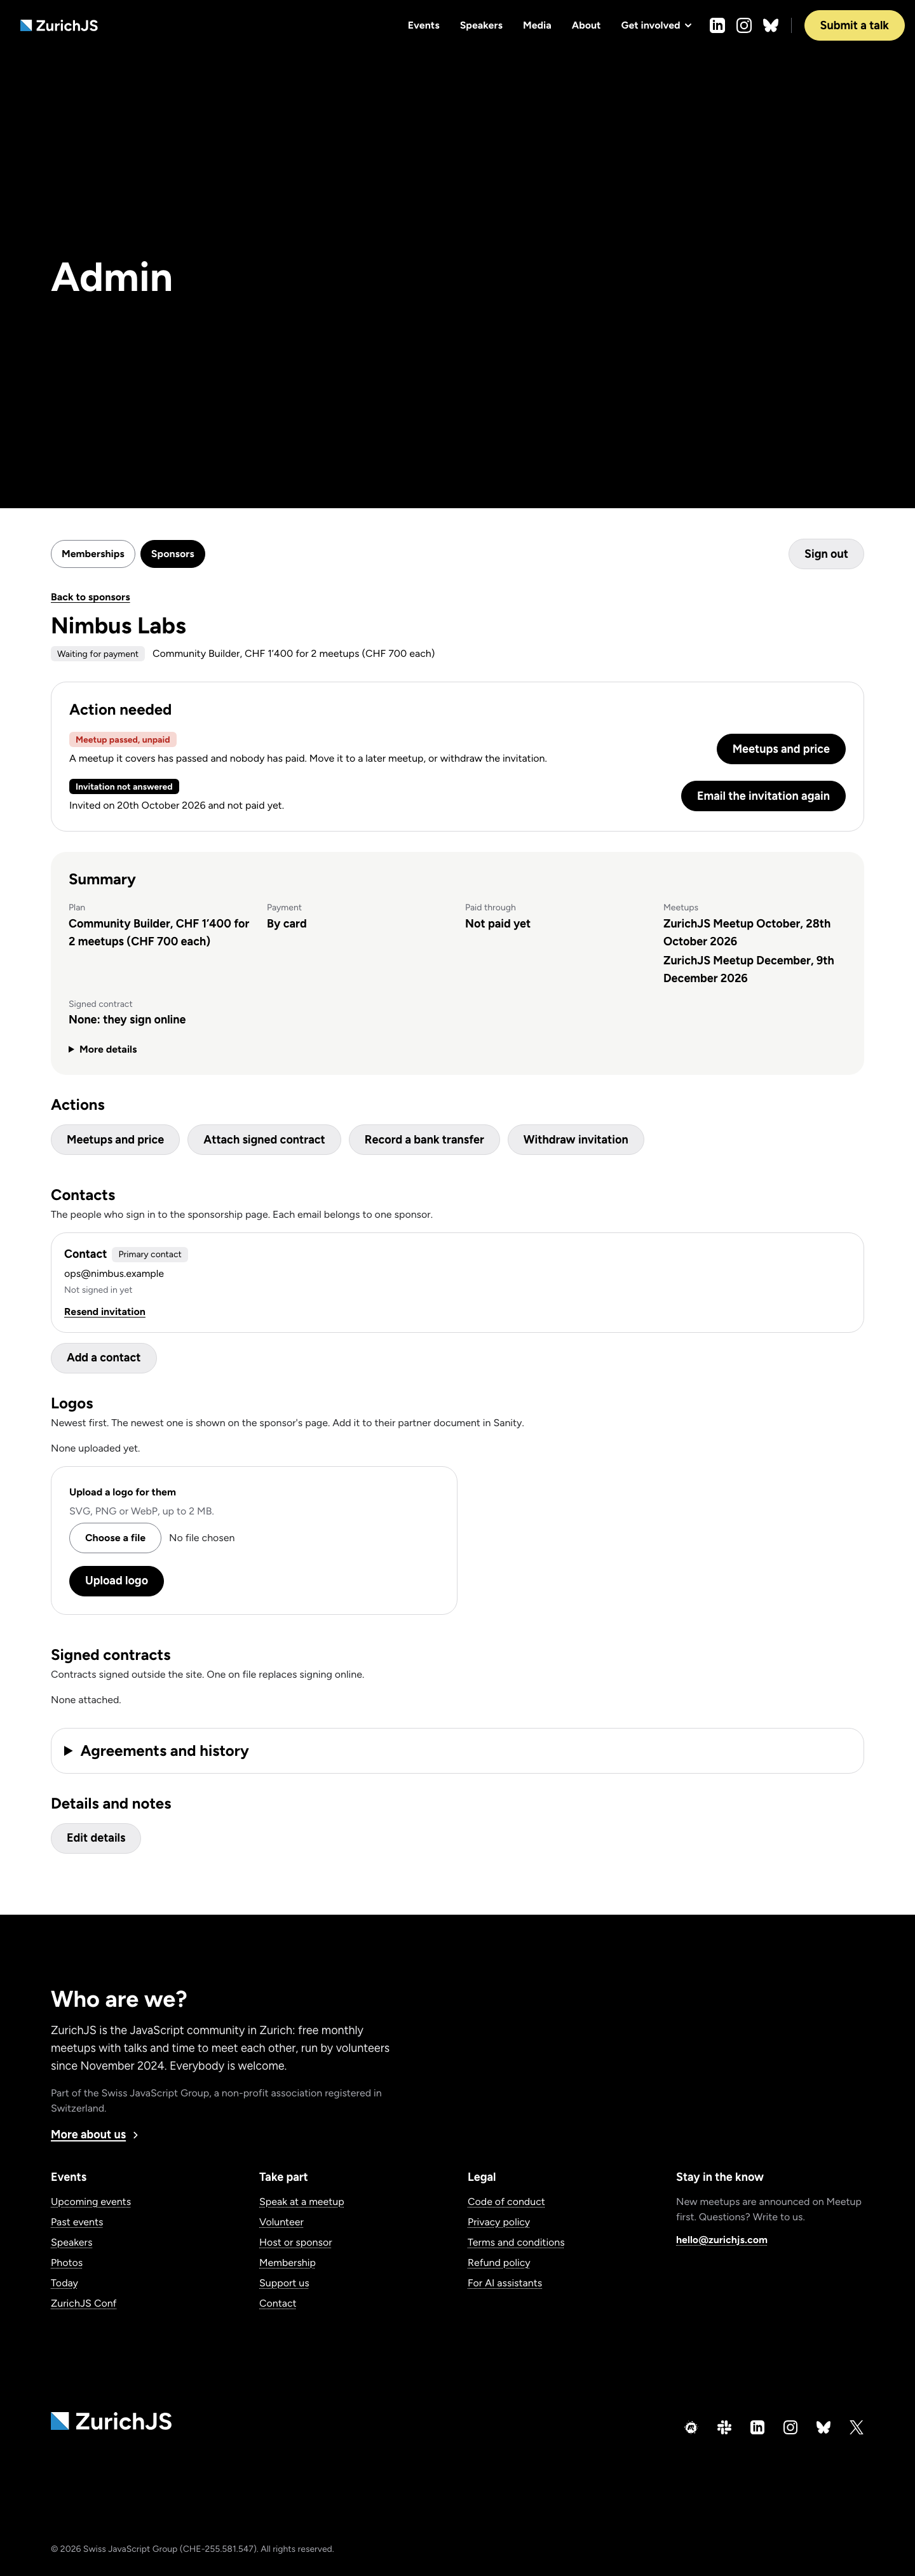 ZurichJS
Events
Speakers
Media
About
Get involved
Submit a talk
Admin
Memberships
Sponsors
Sign out
Back to sponsors
Nimbus Labs
Waiting for payment
Community Builder, CHF 1’400 for 2 meetups (CHF 700 each)
Action needed
Meetup passed, unpaid
A meetup it covers has passed and nobody has paid. Move it to a later meetup, or withdraw the invitation.
Meetups and price
Invitation not answered
Invited on 20th October 2026 and not paid yet.
Email the invitation again
Summary
Plan
Community Builder, CHF 1’400 for
2 meetups (CHF 700 each)
Payment
By card
Paid through
Not paid yet
Meetups
ZurichJS Meetup October, 28th
October 2026
ZurichJS Meetup December, 9th
December 2026
Signed contract
None: they sign online
More details
Actions
Meetups and price
Attach signed contract
Record a bank transfer
Withdraw invitation
Contacts
The people who sign in to the sponsorship page. Each email belongs to one sponsor.
Contact
Primary contact
ops@nimbus.example
Not signed in yet
Resend invitation
Add a contact
Logos
Newest first. The newest one is shown on the sponsor's page. Add it to their partner document in Sanity.
None uploaded yet.
Upload a logo for them
SVG, PNG or WebP, up to 2 MB.
Choose a file
No file chosen
Upload logo
Signed contracts
Contracts signed outside the site. One on file replaces signing online.
None attached.
Agreements and history
Details and notes
Edit details
Who are we?
ZurichJS is the JavaScript community in Zurich: free monthly
meetups with talks and time to meet each other, run by volunteers
since November 2024. Everybody is welcome.
Part of the Swiss JavaScript Group, a non-profit association registered in
Switzerland.
More about us
Events
Upcoming events
Past events
Speakers
Photos
Today
ZurichJS Conf
Take part
Speak at a meetup
Volunteer
Host or sponsor
Membership
Support us
Contact
Legal
Code of conduct
Privacy policy
Terms and conditions
Refund policy
For AI assistants
Stay in the know
New meetups are announced on Meetup
first. Questions? Write to us.
hello@zurichjs.com
ZurichJS
© 2026 Swiss JavaScript Group (CHE-255.581.547). All rights reserved.